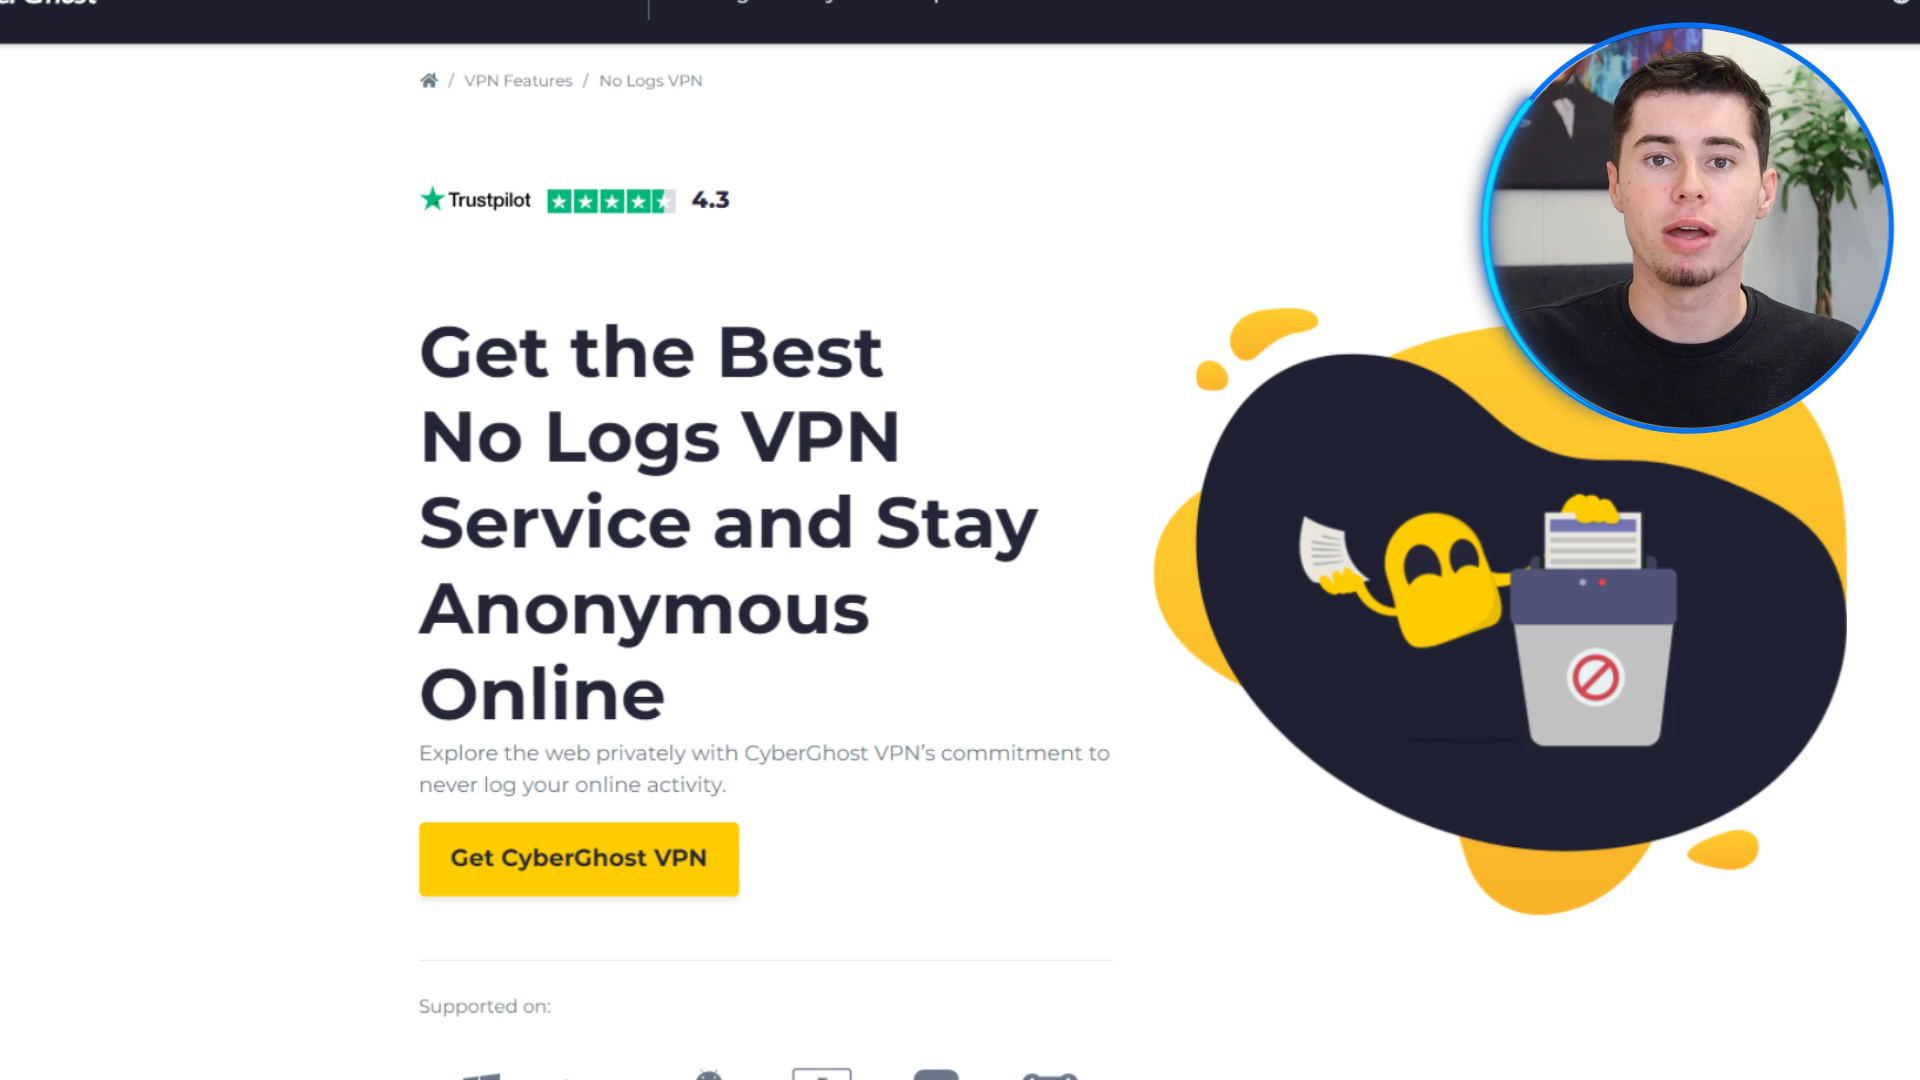 / VPN Features / No Logs VPN
Trustpilot 4.3
Get the Best
No Logs VPN
Service and Stay
Anonymous
Online
Explore the web privately with CyberGhost VPN's commitment to
never log your online activity.
Get CyberGhost VPN
Supported on: